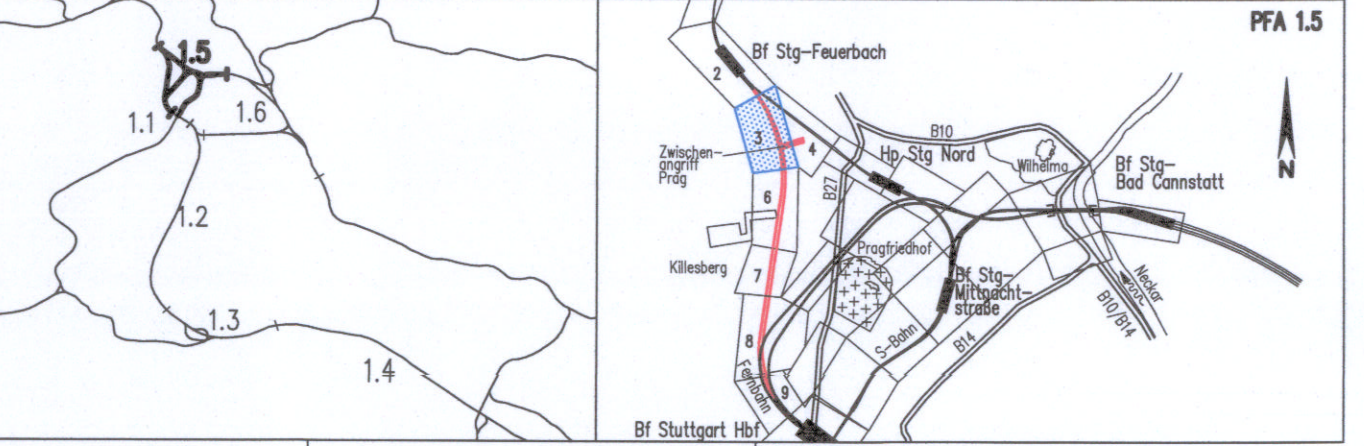 1.5
1.6
1.1
1.2
1.3
1.4
PFA 1.5
Bf Stg-Feuerbach
2
3
4
Zwischen-
angriff
Prag
B10
Hp Stg Nord
Wilhelma
Bf Stg-
Bad Cannstatt
N
B27
6
Killesberg
Pragfriedhof
7
Bf Stg-
Mittnacht-
straße
Neckar
B10/B14
8
S-Bahn
B14
Fernbahn
9
Bf Stuttgart Hbf